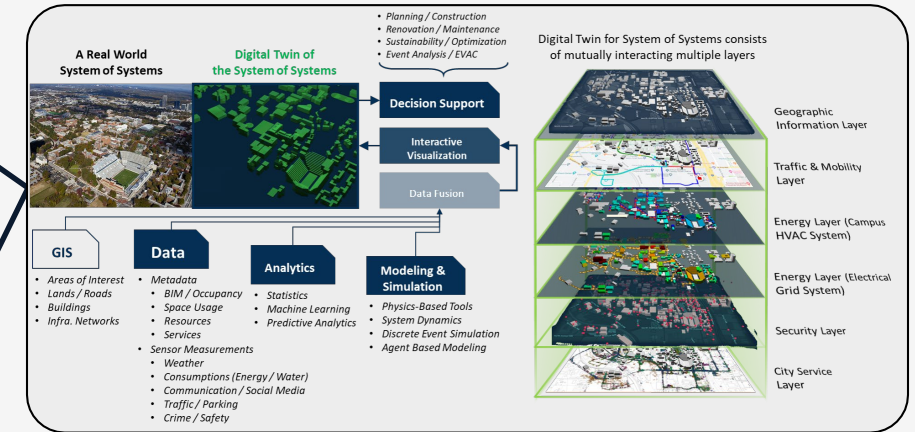 A Real World
System of Systems
Digital Twin of
the System of Systems
• Planning / Construction
• Renovation / Maintenance
• Sustainability / Optimization
• Event Analysis / EVAC
Decision Support
Interactive
Visualization
Data Fusion
GIS
• Areas of Interest
• Lands / Roads
• Buildings
• Infra. Networks
Data
• Metadata
• BIM / Occupancy
• Space Usage
• Resources
• Services
• Sensor Measurements
• Weather
• Consumptions (Energy / Water)
• Communication / Social Media
• Traffic / Parking
• Crime / Safety
Analytics
• Statistics
• Machine Learning
• Predictive Analytics
Modeling &
Simulation
• Physics-Based Tools
• System Dynamics
• Discrete Event Simulation
• Agent Based Modeling
Digital Twin for System of Systems consists
of mutually interacting multiple layers
Geographic
Information Layer
Traffic & Mobility
Layer
Energy Layer (Campus
HVAC System)
Energy Layer (Electrical
Grid System)
Security Layer
City Service
Layer